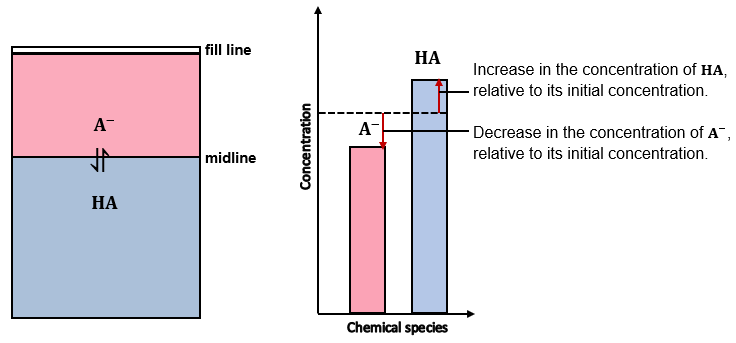 fill line
A⁻
midline
HA
Concentration
HA
A⁻
Increase in the concentration of HA,
relative to its initial concentration.
Decrease in the concentration of A⁻,
relative to its initial concentration.
Chemical species